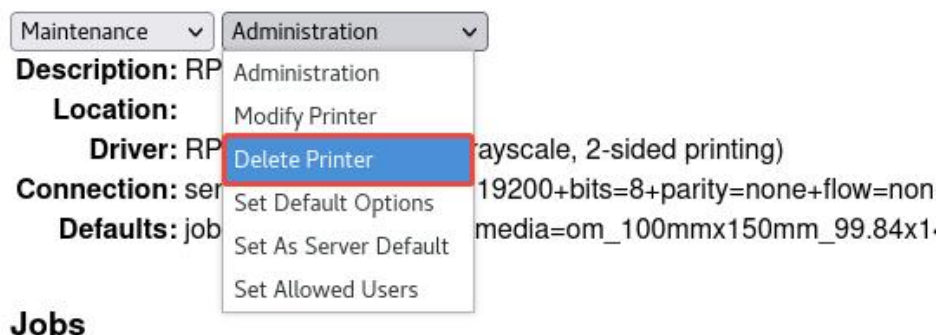 Maintenance Administration
Description: RP Administration
Location: Modify Printer
Driver: RP Delete Printer ayscale, 2-sided printing)
Connection: ser Set Default Options 19200+bits=8+parity=none+flow=non
Defaults: job Set As Server Default media=om_100mmx150mm_99.84x1
Set Allowed Users
Jobs